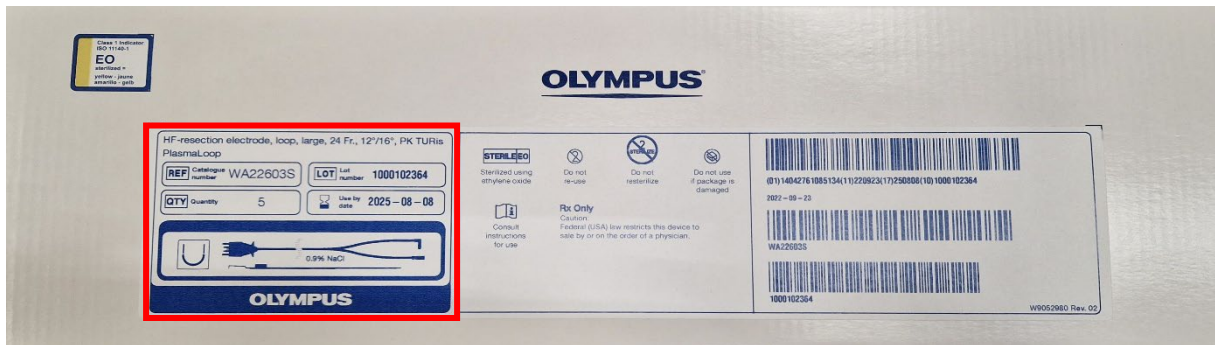 Class 1 Indicator
ISO 11140-1
EO
sterilized =
yellow - jaune
amarillo - gelb
OLYMPUS®
HF-resection electrode, loop, large, 24 Fr., 12°/16°, PK TURis
PlasmaLoop
REF Catalogue number WA22603S
LOT Lot number 1000102364
QTY Quantity 5
Use by date 2025-08-08
0.9% NaCl
OLYMPUS
STERILE EO
Sterilized using
ethylene oxide
Do not
re-use
STERILIZE
Do not
resterilize
Do not use
if package is
damaged
Consult
instructions
for use
Rx Only
Caution:
Federal (USA) law restricts this device to
sale by or on the order of a physician.
(01)14042761085134(11)220923(17)250808(10)1000102364
2022-09-23
WA22603S
1000102364
W9052980 Rev. 02